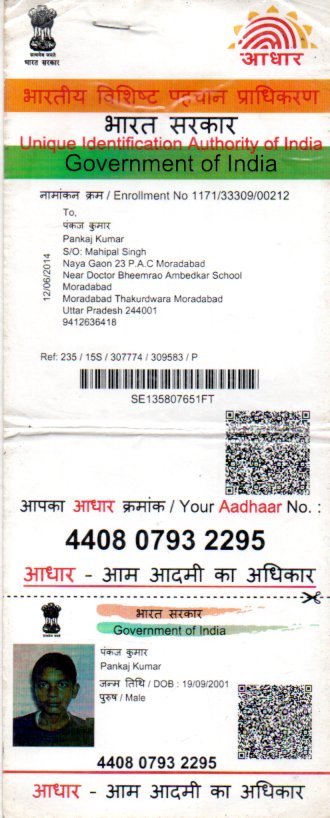 सत्यमेव जयते
भारत सरकार
आधार
भारतीय विशिष्ट पहचान प्राधिकरण
भारत सरकार
Unique Identification Authority of India
Government of India
नामांकन क्रम / Enrollment No 1171/33309/00212
To,
पंकज कुमार
Pankaj Kumar
S/O: Mahipal Singh
Naya Gaon 23 P.A.C Moradabad
Near Doctor Bheemrao Ambedkar School
Moradabad
Moradabad Thakurdwara Moradabad
Uttar Pradesh 244001
9412636418
12/06/2014
Ref: 235 / 15S / 307774 / 309583 / P
SE135807651FT
आपका आधार क्रमांक / Your Aadhaar No. :
4408 0793 2295
आधार - आम आदमी का अधिकार
भारत सरकार
Government of India
पंकज कुमार
Pankaj Kumar
जन्म तिथि / DOB : 19/09/2001
पुरुष / Male
4408 0793 2295
आधार - आम आदमी का अधिकार